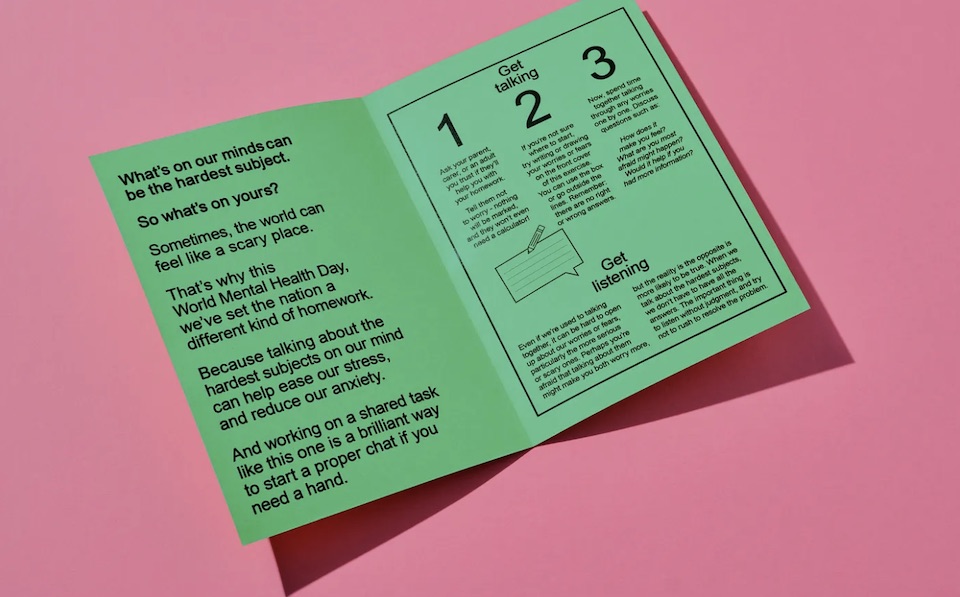 What's on our minds can
be the hardest subject.
So what's on yours?
Sometimes, the world can
feel like a scary place.
That's why this
World Mental Health Day,
we've set the nation a
different kind of homework.
Because talking about the
hardest subjects on our mind
can help ease our stress,
and reduce our anxiety.
And working on a shared task
like this one is a brilliant way
to start a proper chat if you
need a hand.
Get
talking
1
Ask your parent,
carer, or an adult
you trust if they'll
help you with
your homework.
Tell them not
to worry - nothing
will be marked,
and they won't even
need a calculator!
2
If you're not sure
where to start,
try writing or drawing
your worries or fears
on the front cover
of this exercise.
You can use the box
or go outside the
lines. Remember:
there are no right
or wrong answers.
3
Now, spend time
together talking
through any worries
one by one. Discuss
questions such as:
How does it
make you feel?
What are you most
afraid might happen?
Would it help if you
had more information?
Get
listening
Even if we're used to talking
together, it can be hard to open
up about our worries or fears,
particularly the more serious
or scary ones. Perhaps you're
afraid that talking about them
might make you both worry more,
but the reality is the opposite is
more likely to be true. When we
talk about the hardest subjects,
we don't have to have all the
answers. The important thing is
to listen without judgment, and try
not to rush to resolve the problem.